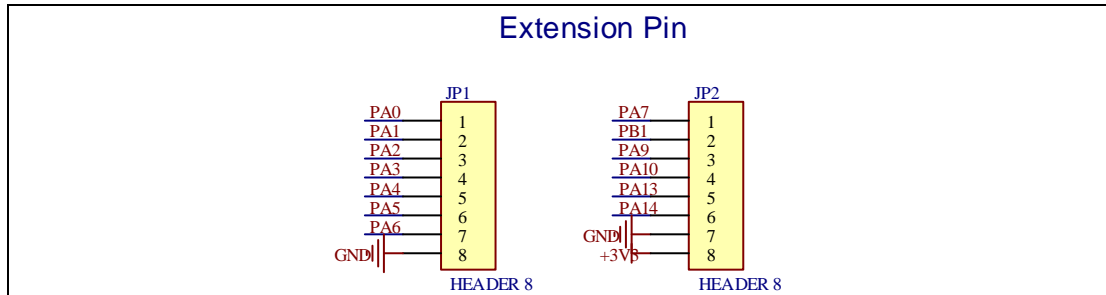 Extension Pin
JP1
PA0 1
PA1 2
PA2 3
PA3 4
PA4 5
PA5 6
PA6 7
GND 8
HEADER 8
JP2
PA7 1
PB1 2
PA9 3
PA10 4
PA13 5
PA14 6
GND 7
+3V3 8
HEADER 8